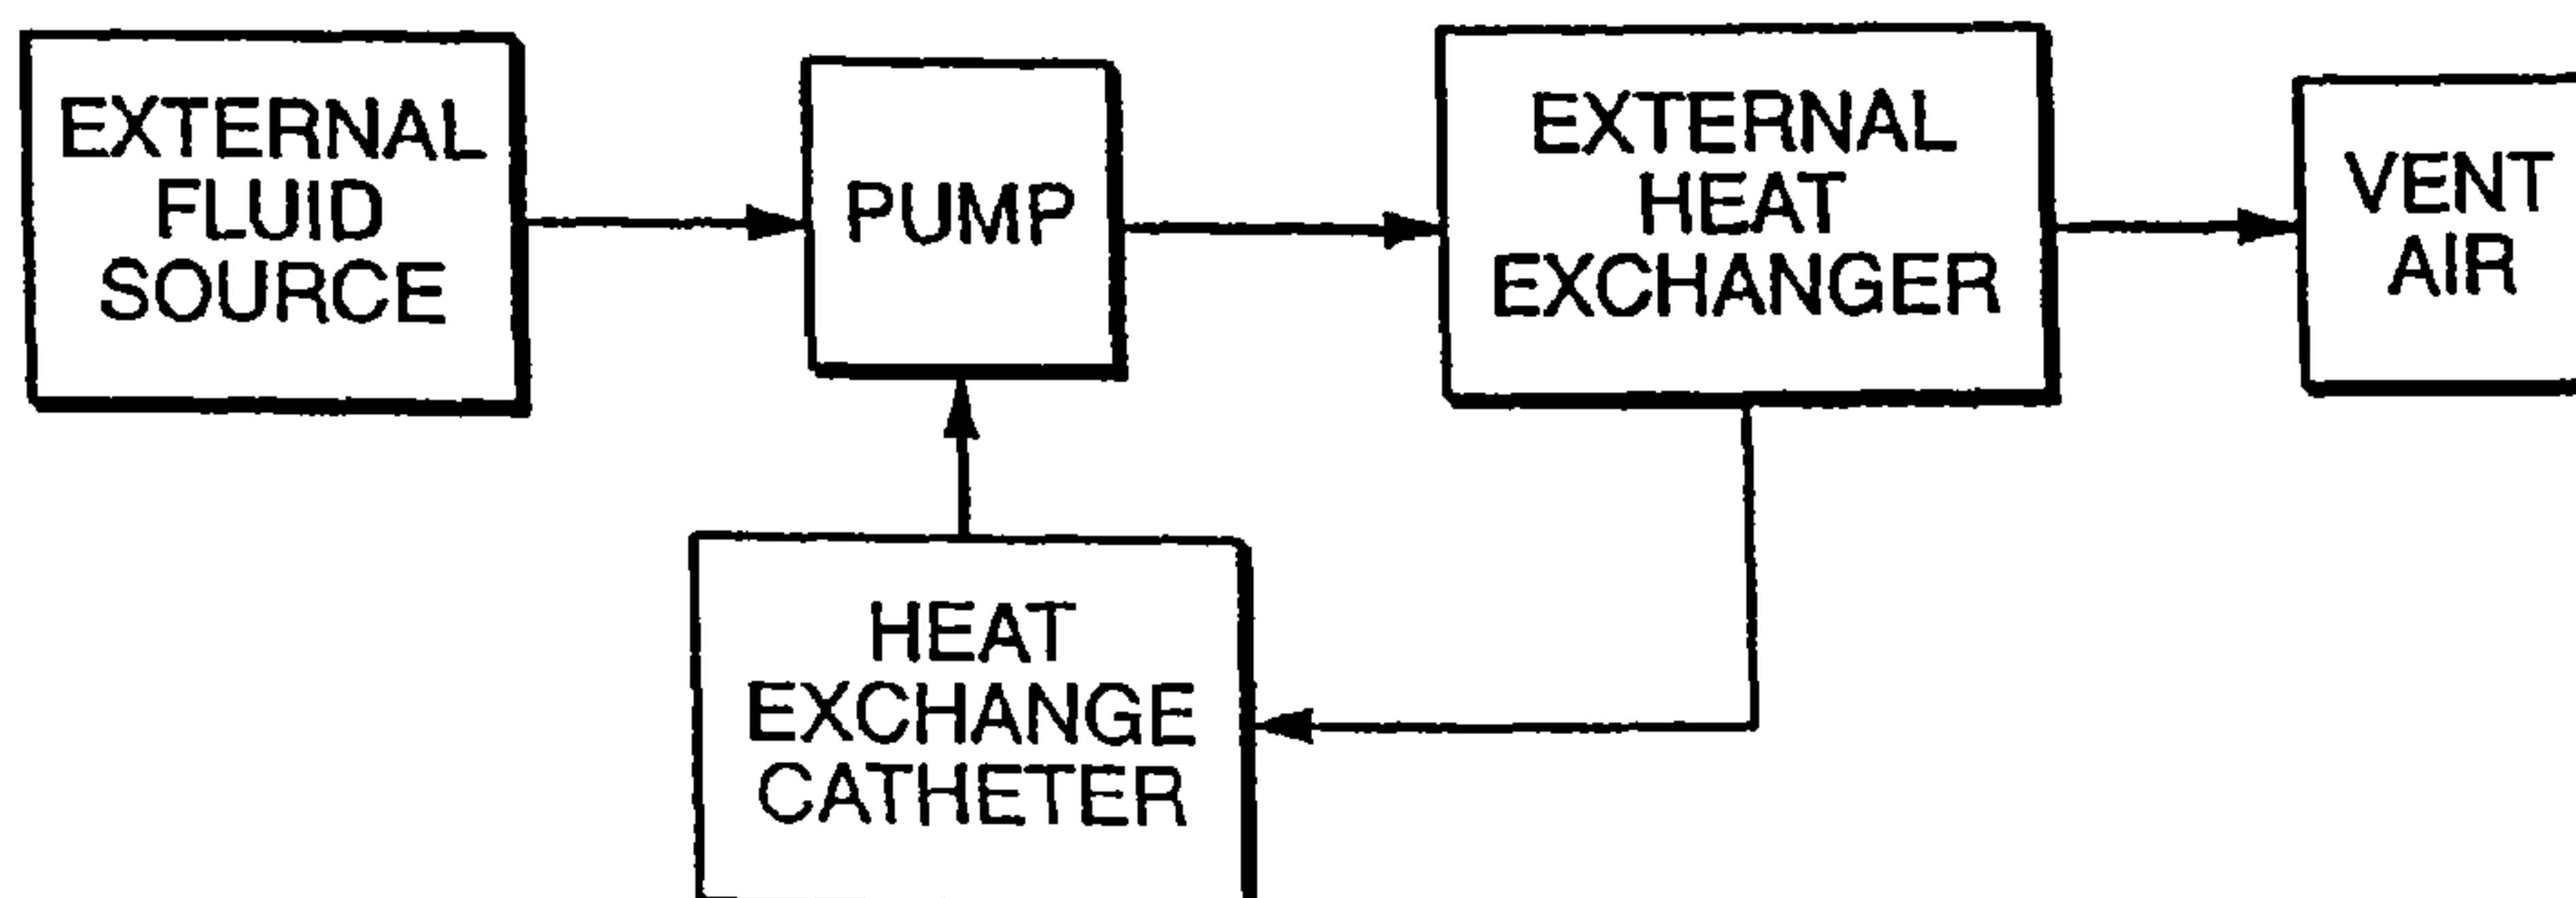 EXTERNAL
FLUID
SOURCE
PUMP
EXTERNAL
HEAT
EXCHANGER
VENT
AIR
HEAT
EXCHANGE
CATHETER